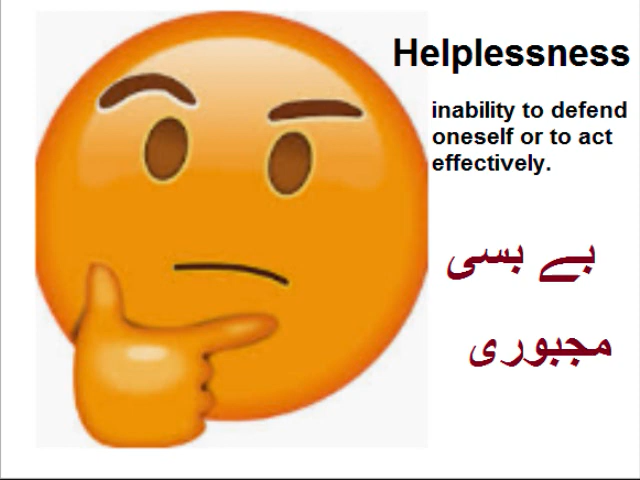 Helplessness
inability to defend
oneself or to act
effectively.
بے بسی
مجبوری